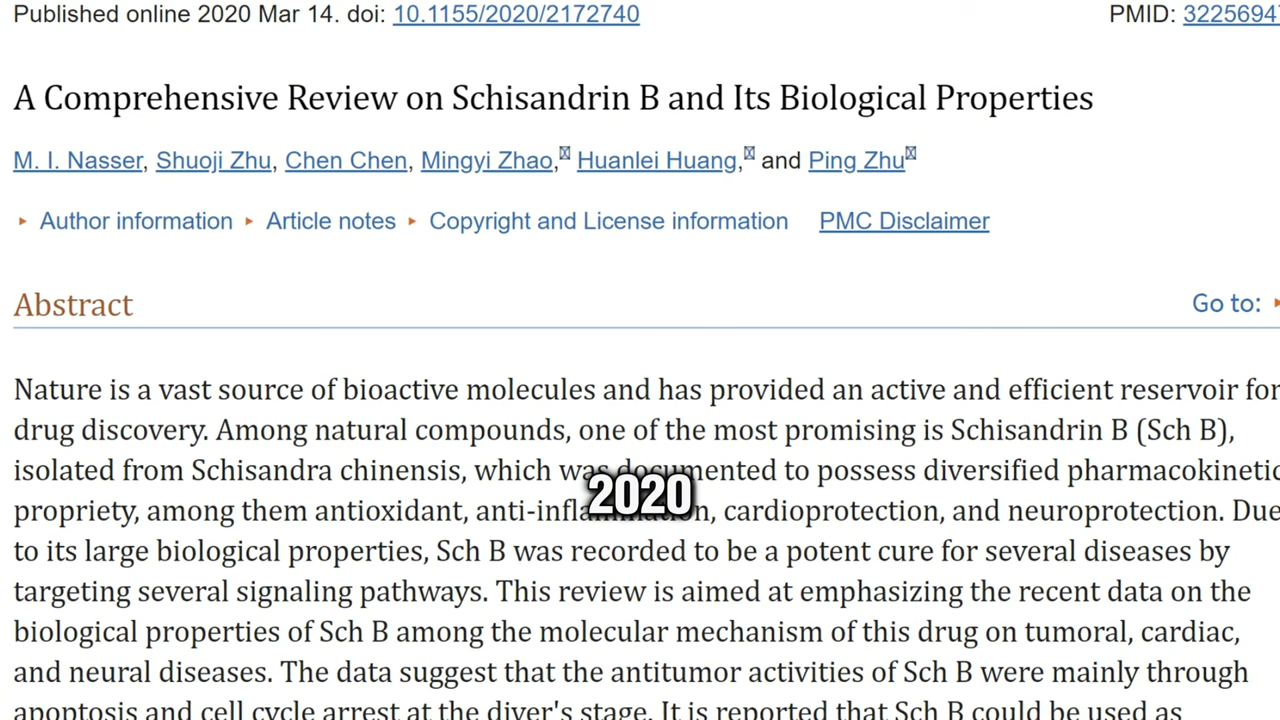 Published online 2020 Mar 14. doi: 10.1155/2020/2172740 PMID: 32256947
A Comprehensive Review on Schisandrin B and Its Biological Properties
M. I. Nasser, Shuoji Zhu, Chen Chen, Mingyi Zhao, Huanlei Huang, and Ping Zhu
Author information Article notes Copyright and License information PMC Disclaimer
Abstract Go to:
Nature is a vast source of bioactive molecules and has provided an active and efficient reservoir for
drug discovery. Among natural compounds, one of the most promising is Schisandrin B (Sch B),
isolated from Schisandra chinensis, which was documented to possess diversified pharmacokinetic
2020
propriety, among them antioxidant, anti-inflammation, cardioprotection, and neuroprotection. Due
to its large biological properties, Sch B was recorded to be a potent cure for several diseases by
targeting several signaling pathways. This review is aimed at emphasizing the recent data on the
biological properties of Sch B among the molecular mechanism of this drug on tumoral, cardiac,
and neural diseases. The data suggest that the antitumor activities of Sch B were mainly through
apoptosis and cell cycle arrest at the diver's stage. It is reported that Sch B could be used as